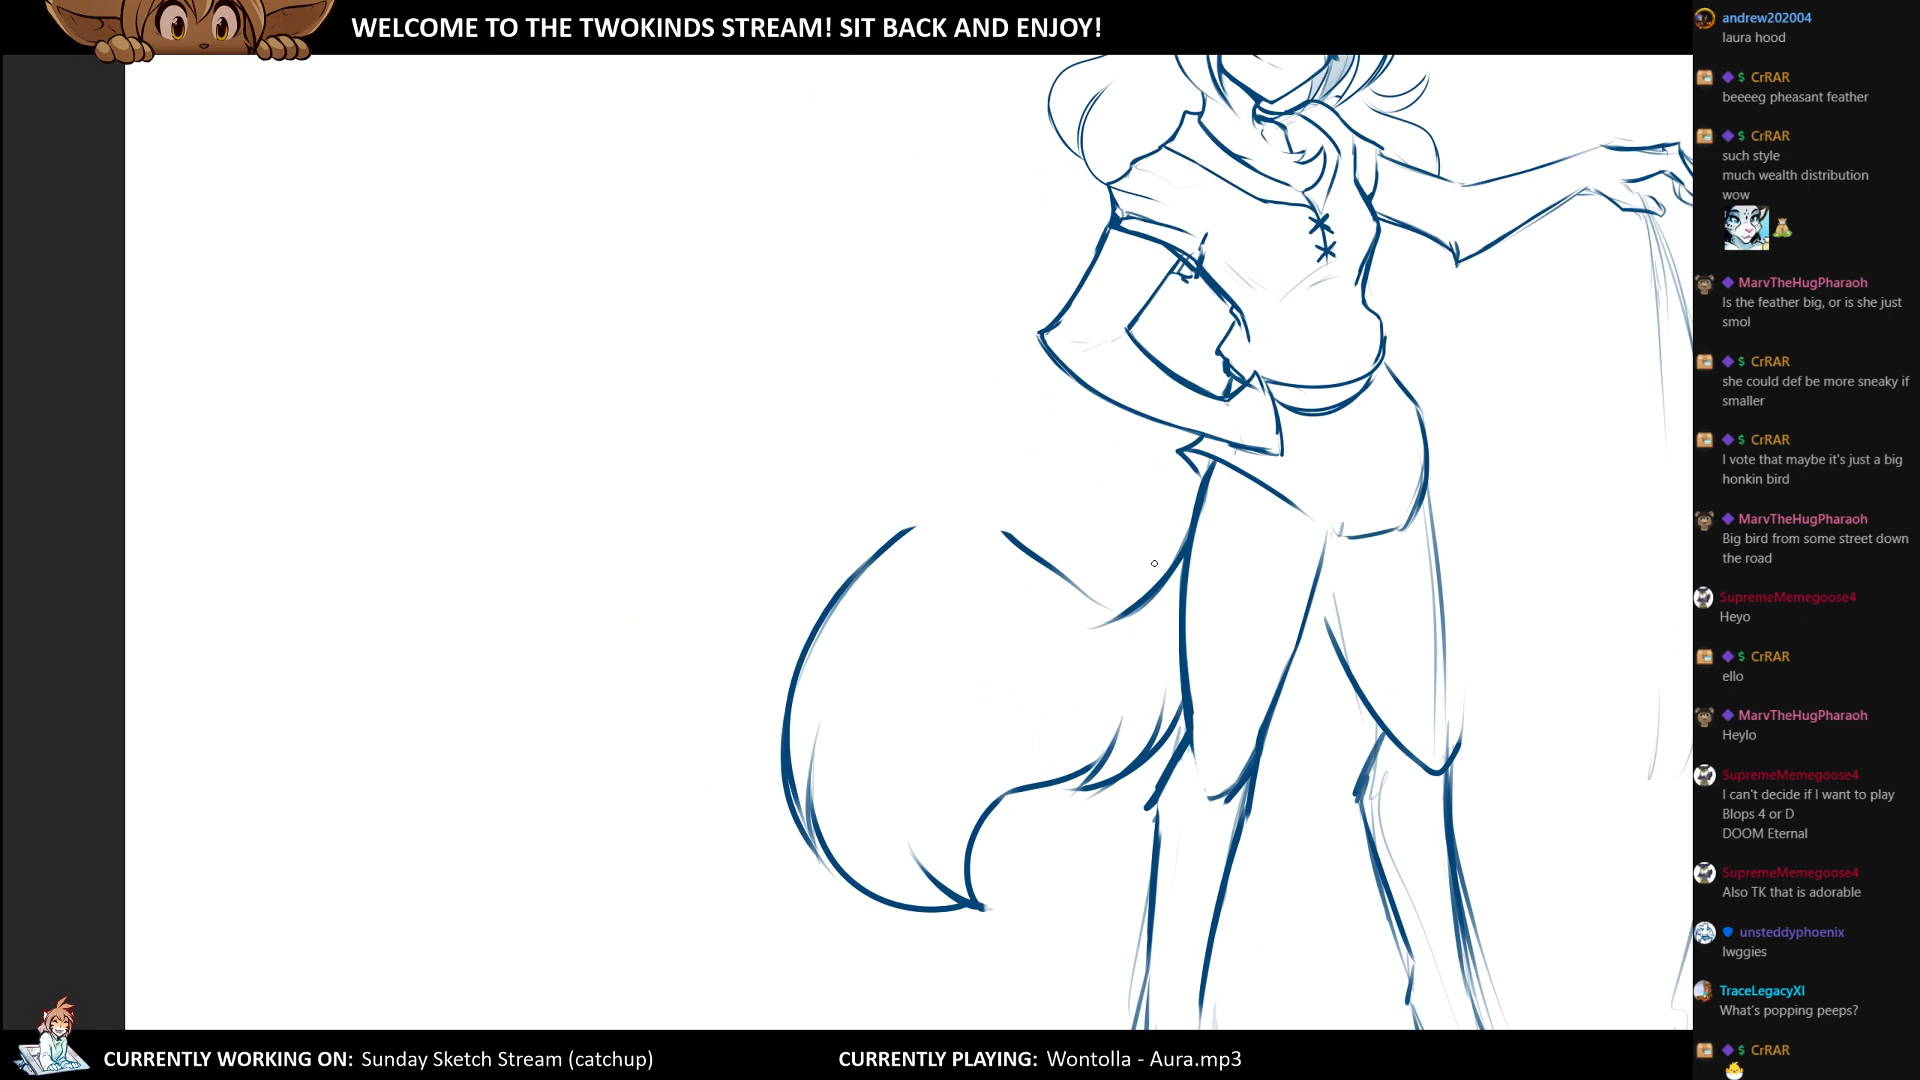 WELCOME TO THE TWOKINDS STREAM! SIT BACK AND ENJOY!
andrew202004
laura hood
$ CrRAR
beeeeg pheasant feather
$ CrRAR
such style
much wealth distribution
wow
MarvTheHugPharaoh
Is the feather big, or is she just
smol
$ CrRAR
she could def be more sneaky if
smaller
$ CrRAR
I vote that maybe it's just a big
honkin bird
MarvTheHugPharaoh
Big bird from some street down
the road
SupremeMemegoose4
Heyo
$ CrRAR
ello
MarvTheHugPharaoh
Heylo
SupremeMemegoose4
I can't decide if I want to play
Blops 4 or D
DOOM Eternal
SupremeMemegoose4
Also TK that is adorable
unsteddyphoenix
lwggies
TraceLegacyXI
What's popping peeps?
$ CrRAR
CURRENTLY WORKING ON: Sunday Sketch Stream (catchup)
CURRENTLY PLAYING: Wontolla - Aura.mp3